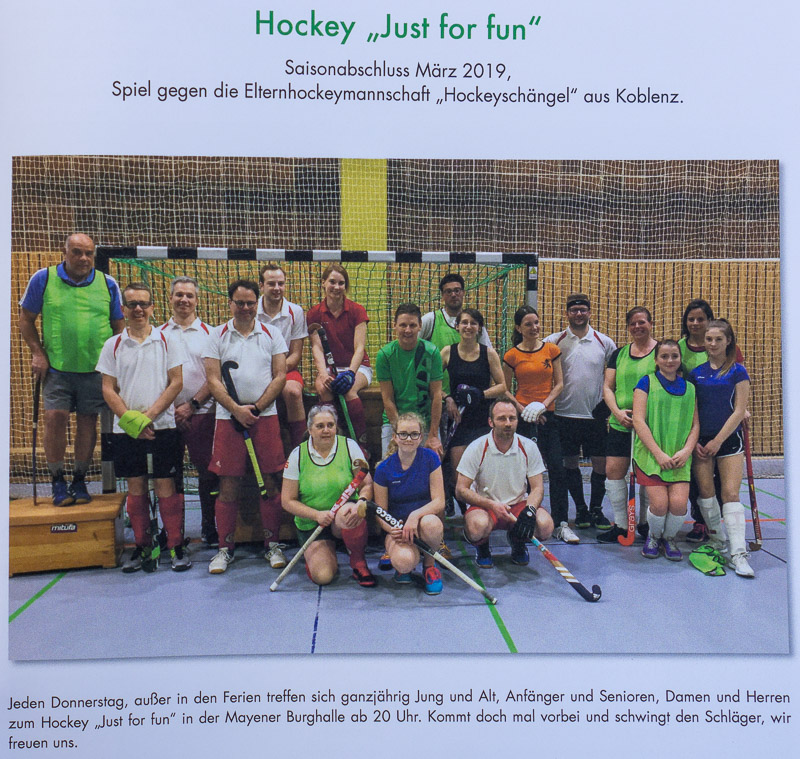 Hockey „Just for fun“
Saisonabschluss März 2019,
Spiel gegen die Elternhockeymannschaft „Hockeyschängel“ aus Koblenz.
mitufa
GRAYS
Jeden Donnerstag, außer in den Ferien treffen sich ganzjährig Jung und Alt, Anfänger und Senioren, Damen und Herren
zum Hockey „Just for fun“ in der Mayener Burghalle ab 20 Uhr. Kommt doch mal vorbei und schwingt den Schläger, wir
freuen uns.